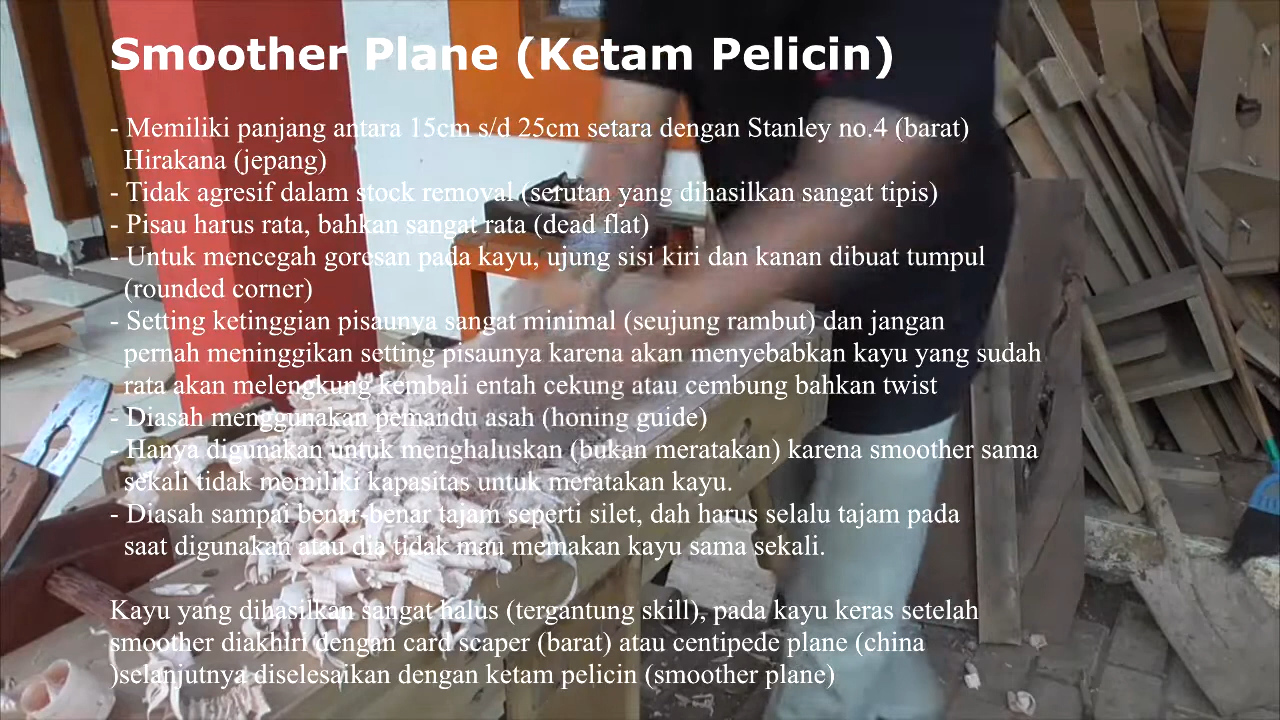 Smoother Plane (Ketam Pelicin)
- Memiliki panjang antara 15cm s/d 25cm setara dengan Stanley no.4 (barat)
Hirakana (jepang)
- Tidak agresif dalam stock removal (serutan yang dihasilkan sangat tipis)
- Pisau harus rata, bahkan sangat rata (dead flat)
- Untuk mencegah goresan pada kayu, ujung sisi kiri dan kanan dibuat tumpul
(rounded corner)
- Setting ketinggian pisaunya sangat minimal (seujung rambut) dan jangan
pernah meninggikan setting pisaunya karena akan menyebabkan kayu yang sudah
rata akan melengkung kembali entah cekung atau cembung bahkan twist
- Diasah menggunakan pemandu asah (honing guide)
- Hanya digunakan untuk menghaluskan (bukan meratakan) karena smoother sama
sekali tidak memiliki kapasitas untuk meratakan kayu.
- Diasah sampai benar-benar tajam seperti silet, dah harus selalu tajam pada
saat digunakan atau dia tidak mau memakan kayu sama sekali.
Kayu yang dihasilkan sangat halus (tergantung skill), pada kayu keras setelah
smoother diakhiri dengan card scaper (barat) atau centipede plane (china
)selanjutnya diselesaikan dengan ketam pelicin (smoother plane)